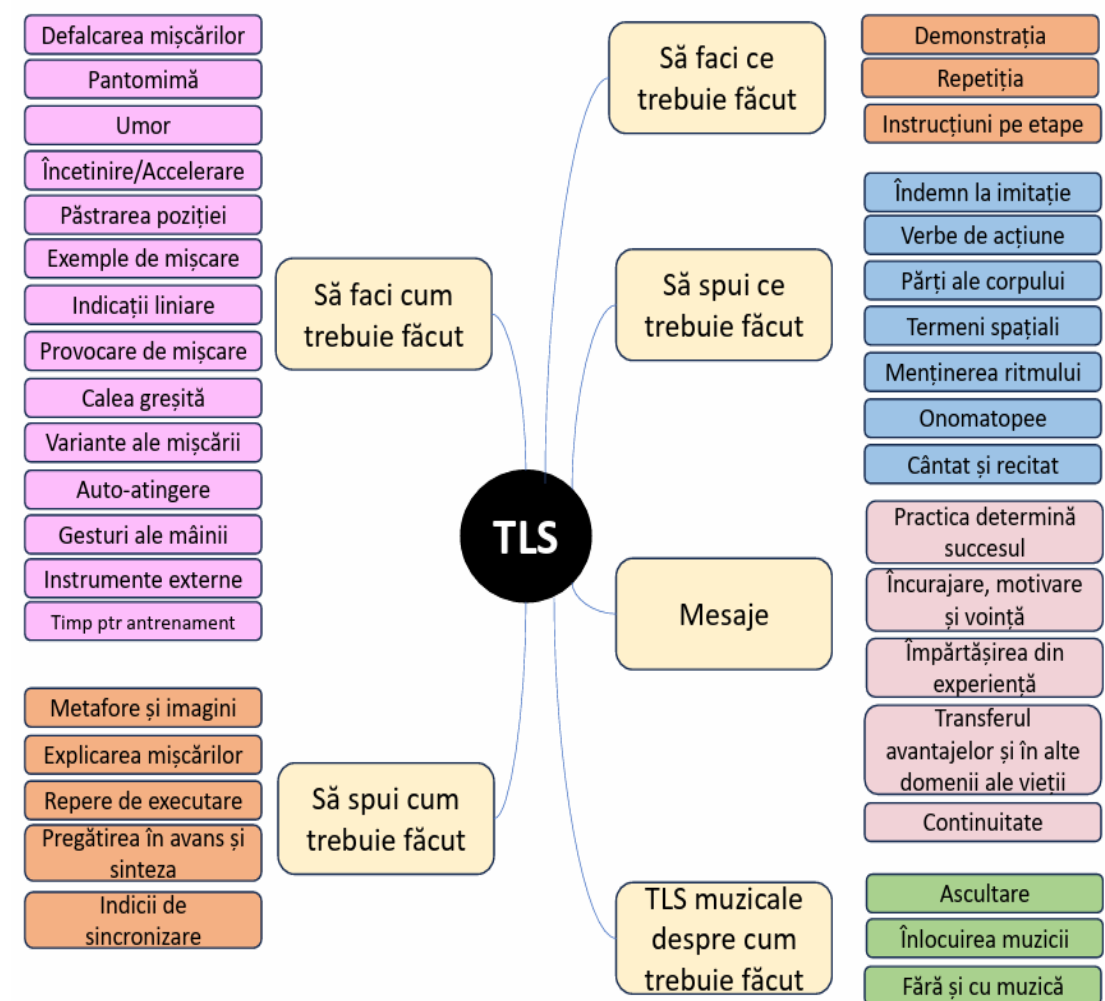 Defalcarea mișcărilor
Pantomimă
Umor
Încetinire/Accelerare
Păstrarea poziției
Exemple de mișcare
Indicații liniare
Provocare de mișcare
Calea greșită
Variante ale mișcării
Auto-atingere
Gesturi ale mâinii
Instrumente externe
Timp ptr antrenament
Să faci cum
trebuie făcut
Metafore și imagini
Explicarea mișcărilor
Repere de executare
Pregătirea în avans și
sinteza
Indicii de
sincronizare
Să spui cum
trebuie făcut
TLS
Să faci ce
trebuie făcut
Demonstrația
Repetiția
Instrucțiuni pe etape
Să spui ce
trebuie făcut
Îndemn la imitație
Verbe de acțiune
Părți ale corpului
Termeni spațiali
Menținerea ritmului
Onomatopee
Cântat și recitat
Mesaje
Practica determină
succesul
Încurajare, motivare
și voință
Împărtășirea din
experiență
Transferul
avantajelor și în alte
domenii ale vieții
Continuitate
TLS muzicale
despre cum
trebuie făcut
Ascultare
Înlocuirea muzicii
Fără și cu muzică